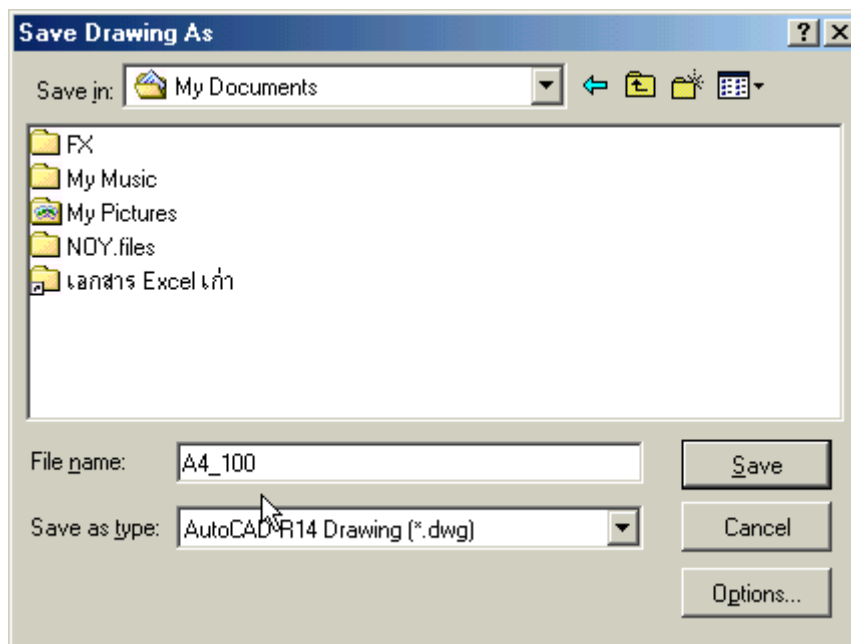 Save Drawing As
Save in: My Documents
FX
My Music
My Pictures
NOY.files
เอกสาร Excel เก่า
File name: A4_100 Save
Save as type: AutoCAD R14 Drawing (*.dwg) Cancel
Options...